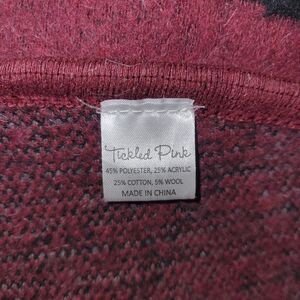 Tickled Pink
45% POLYESTER, 25% ACRYLIC
25% COTTON, 5% WOOL
MADE IN CHINA